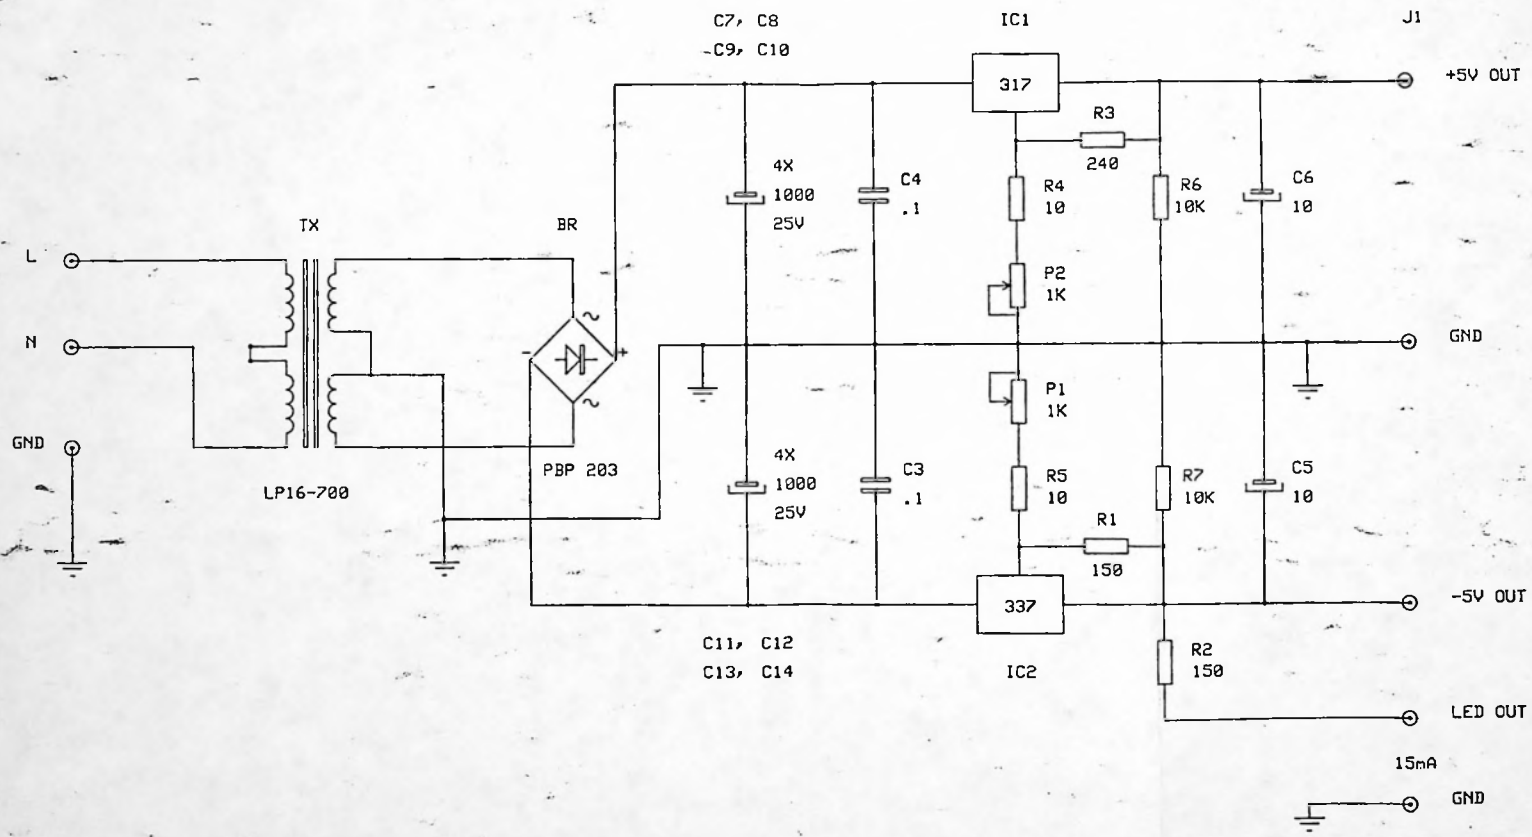 C7, C8
C9, C10
IC1
J1
317
+5V OUT
R3
240
4X
1000
25V
C4
.1
R4
10
R6
10K
C6
10
TX
BR
L
P2
1K
N
- +
~
~
GND
P1
1K
GND
LP16-700
PBP 203
4X
1000
25V
C3
.1
R5
10
R7
10K
C5
10
R1
150
337
-5V OUT
C11, C12
C13, C14
IC2
R2
150
LED OUT
15mA
GND